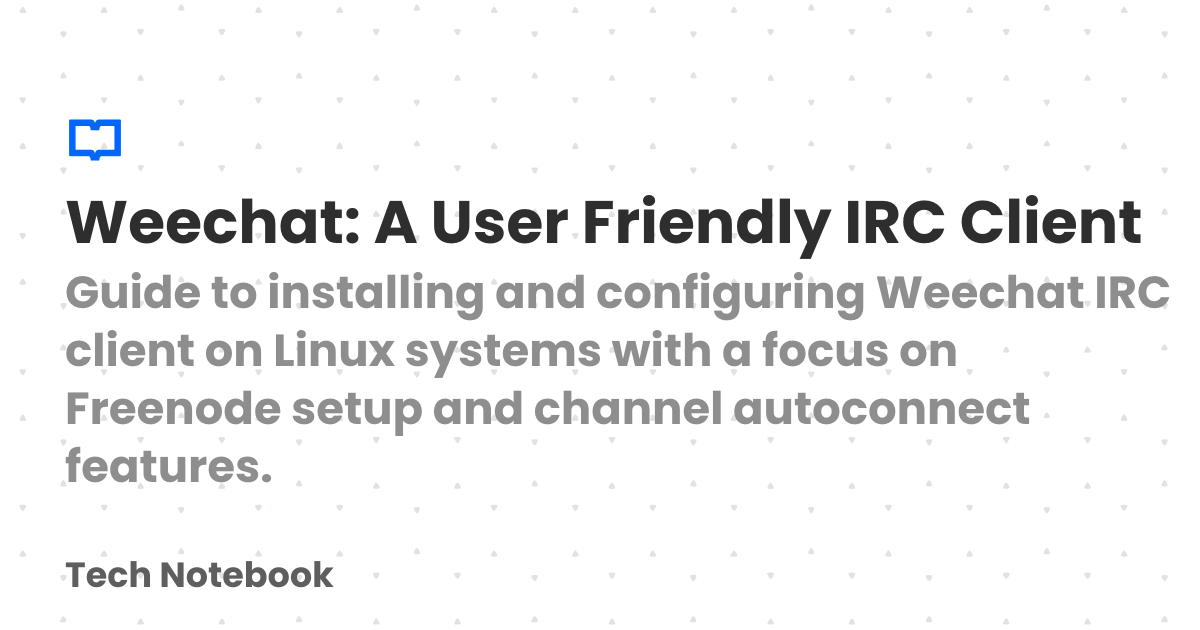 Weechat: A User Friendly IRC Client
Guide to installing and configuring Weechat IRC
client on Linux systems with a focus on
Freenode setup and channel autoconnect
features.
Tech Notebook